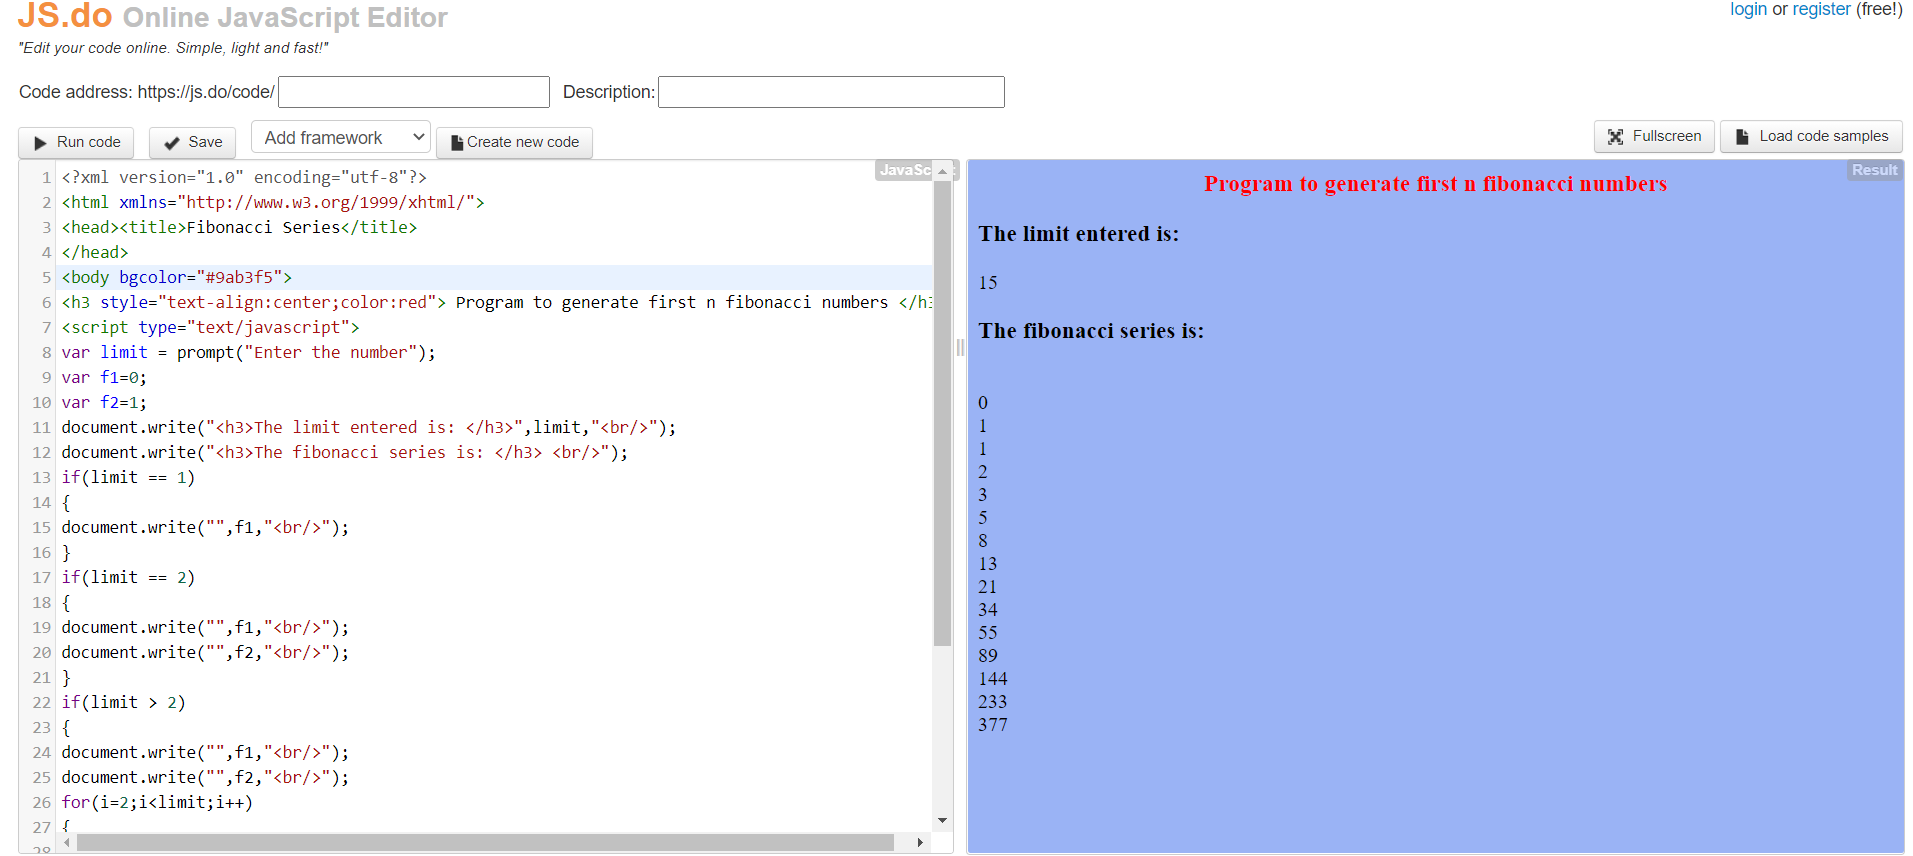 JS.do Online JavaScript Editor
login or register (free!)
"Edit your code online. Simple, light and fast!"
Code address: https://js.do/code/ Description:
Run code Save Add framework Create new code Fullscreen Load code samples
JavaSc
1 <?xml version="1.0" encoding="utf-8"?>
2 <html xmlns="http://www.w3.org/1999/xhtml/">
3 <head><title>Fibonacci Series</title>
4 </head>
5 <body bgcolor="#9ab3f5">
6 <h3 style="text-align:center;color:red"> Program to generate first n fibonacci numbers </h3
7 <script type="text/javascript">
8 var limit = prompt("Enter the number");
9 var f1=0;
10 var f2=1;
11 document.write("<h3>The limit entered is: </h3>",limit,"<br/>");
12 document.write("<h3>The fibonacci series is: </h3> <br/>");
13 if(limit == 1)
14 {
15 document.write("",f1,"<br/>");
16 }
17 if(limit == 2)
18 {
19 document.write("",f1,"<br/>");
20 document.write("",f2,"<br/>");
21 }
22 if(limit > 2)
23 {
24 document.write("",f1,"<br/>");
25 document.write("",f2,"<br/>");
26 for(i=2;i<limit;i++)
27 {
28
Result
Program to generate first n fibonacci numbers
The limit entered is:
15
The fibonacci series is:
0
1
1
2
3
5
8
13
21
34
55
89
144
233
377